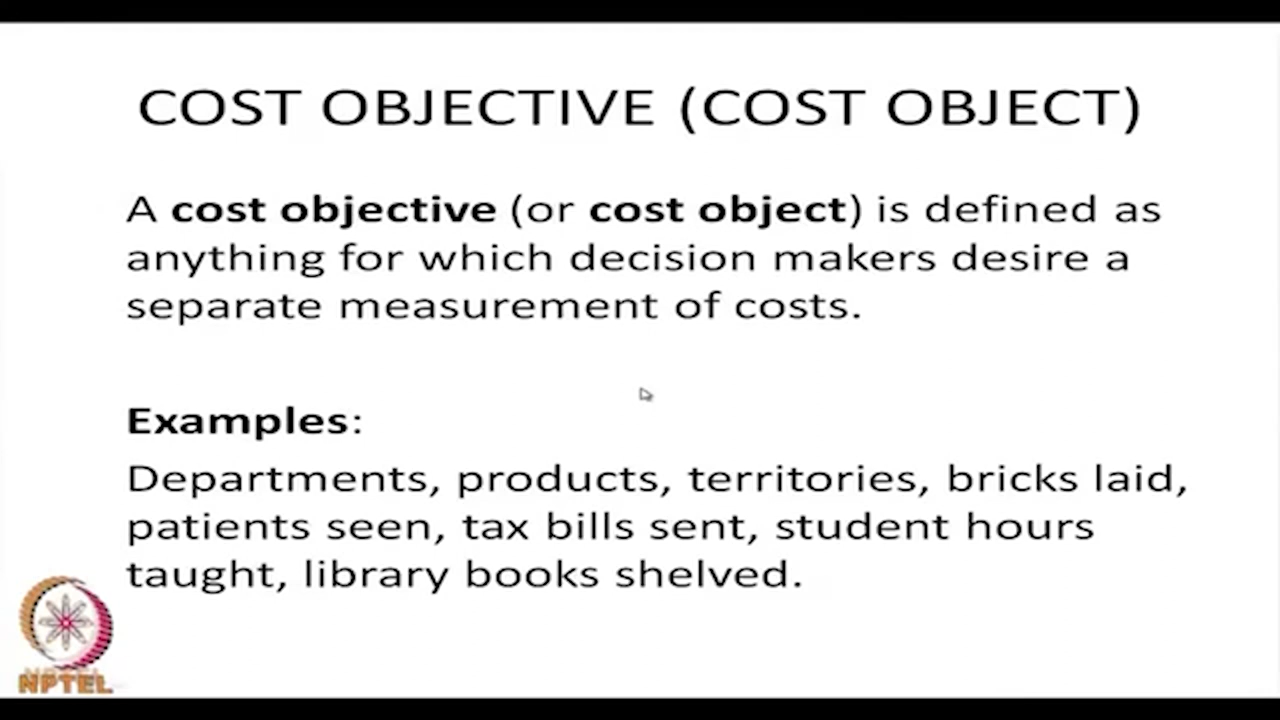 COST OBJECTIVE (COST OBJECT)
A cost objective (or cost object) is defined as
anything for which decision makers desire a
separate measurement of costs.
Examples:
Departments, products, territories, bricks laid,
patients seen, tax bills sent, student hours
taught, library books shelved.
NPTEL